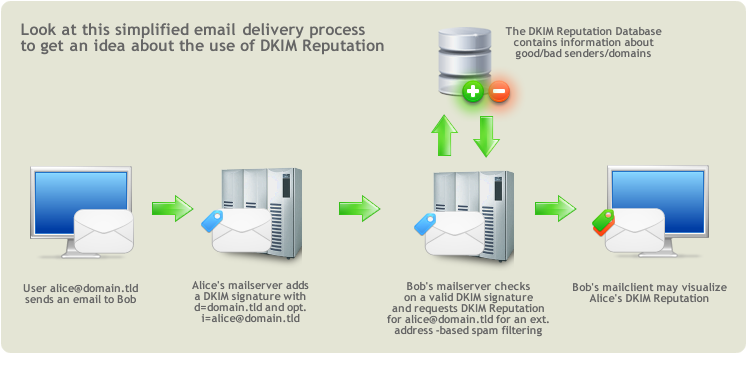 Look at this simplified email delivery process
to get an idea about the use of DKIM Reputation
The DKIM Reputation Database
contains information about
good/bad senders/domains
User alice@domain.tld
sends an email to Bob
Alice's mailserver adds
a DKIM signature with
d=domain.tld and opt.
i=alice@domain.tld
Bob's mailserver checks
on a valid DKIM signature
and requests DKIM Reputation
for alice@domain.tld for an ext.
address -based spam filtering
Bob's mailclient may visualize
Alice's DKIM Reputation